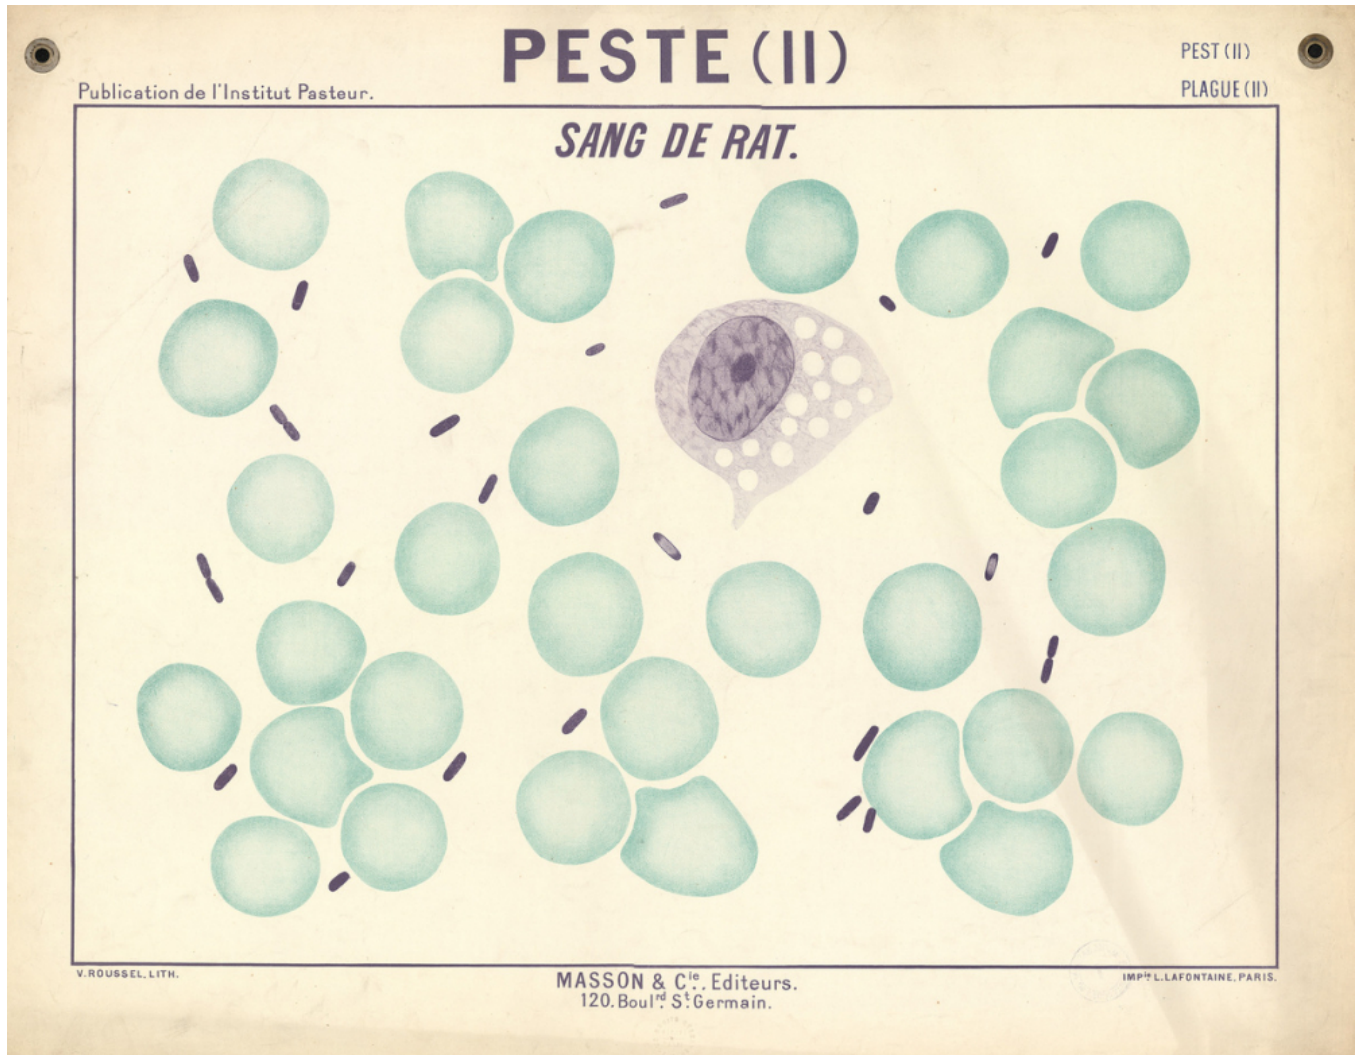 PESTE (II)
PEST (II)
PLAGUE (II)
Publication de l'Institut Pasteur.
SANG DE RAT.
V. ROUSSEL, LITH.
MASSON & Cie., Editeurs.
120. Boulrd. St. Germain.
IMPie L. LAFONTAINE, PARIS.